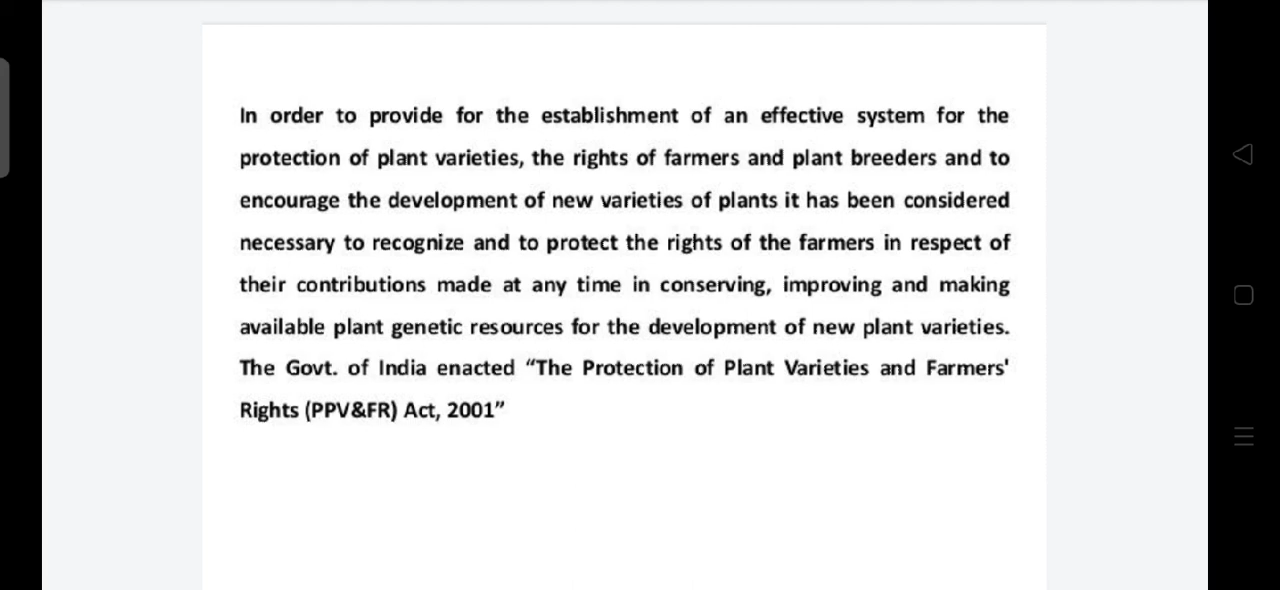 In order to provide for the establishment of an effective system for the
protection of plant varieties, the rights of farmers and plant breeders and to
encourage the development of new varieties of plants it has been considered
necessary to recognize and to protect the rights of the farmers in respect of
their contributions made at any time in conserving, improving and making
available plant genetic resources for the development of new plant varieties.
The Govt. of India enacted “The Protection of Plant Varieties and Farmers'
Rights (PPV&FR) Act, 2001”